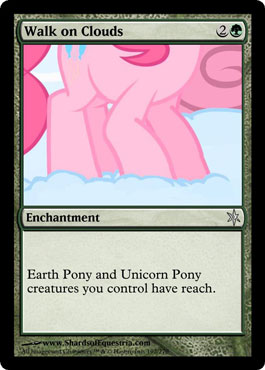 Walk on Clouds 2
Enchantment
Earth Pony and Unicorn Pony
creatures you control have reach.
www.ShardsofEquestria.com